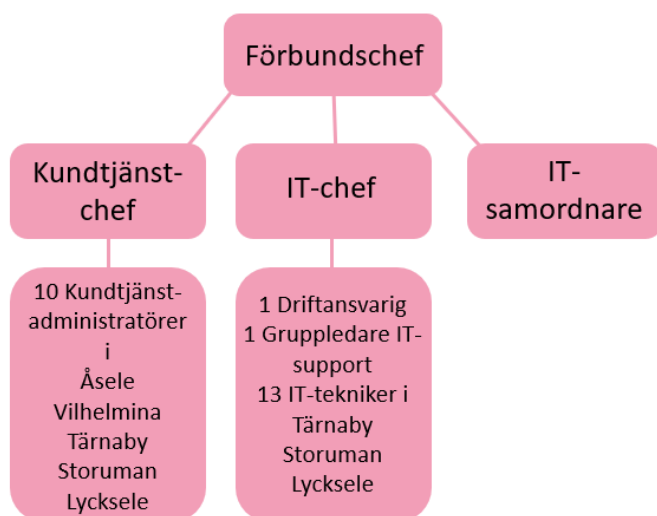 Förbundschef
Kundtjänst-
chef
IT-chef
IT-
samordnare
10 Kundtjänst-
administratörer
i
Åsele
Vilhelmina
Tärnaby
Storuman
Lycksele
1 Driftansvarig
1 Gruppledare IT-
support
13 IT-tekniker i
Tärnaby
Storuman
Lycksele